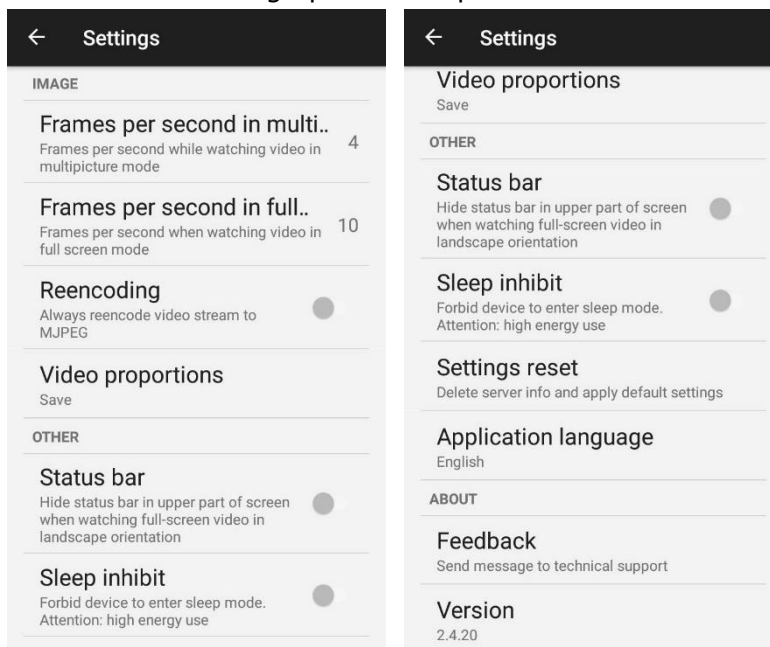 Settings
IMAGE
Frames per second in multi..
Frames per second while watching video in
multipicture mode
4
Frames per second in full..
Frames per second when watching video in
full screen mode
10
Reencoding
Always reencode video stream to
MJPEG
Video proportions
Save
OTHER
Status bar
Hide status bar in upper part of screen
when watching full-screen video in
landscape orientation
Sleep inhibit
Forbid device to enter sleep mode.
Attention: high energy use
Settings
Video proportions
Save
OTHER
Status bar
Hide status bar in upper part of screen
when watching full-screen video in
landscape orientation
Sleep inhibit
Forbid device to enter sleep mode.
Attention: high energy use
Settings reset
Delete server info and apply default settings
Application language
English
ABOUT
Feedback
Send message to technical support
Version
2.4.20